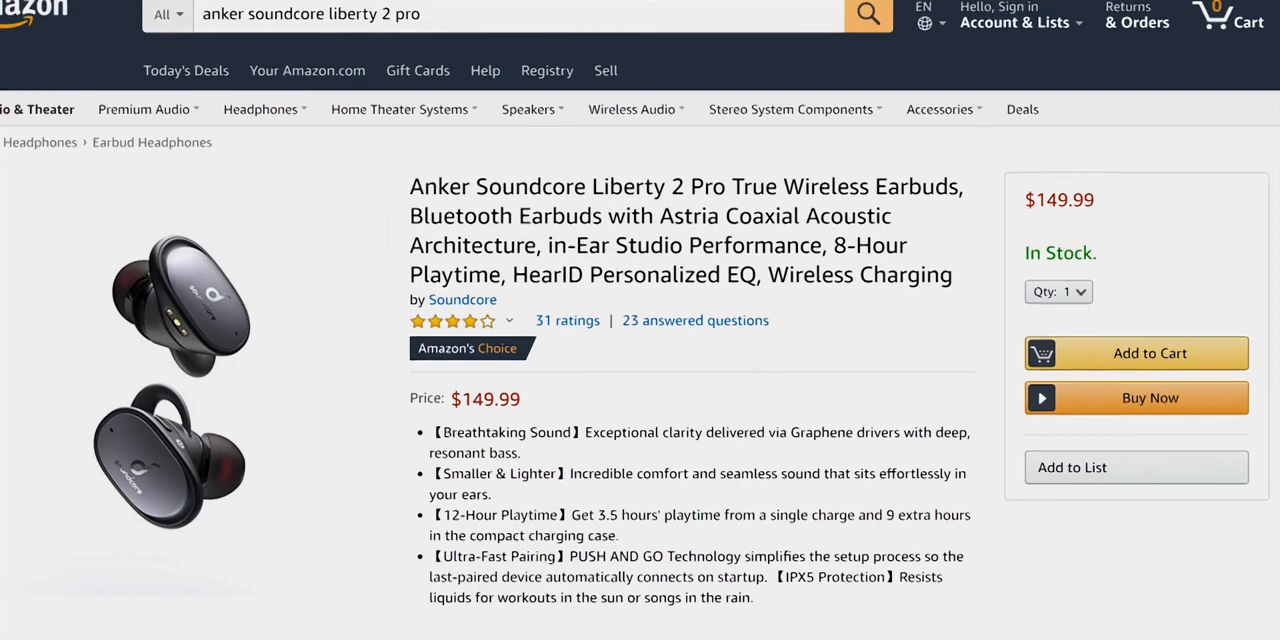 All
anker soundcore liberty 2 pro
EN
Hello, Sign in
Account & Lists
Returns
& Orders
0
Cart
Today's Deals Your Amazon.com Gift Cards Help Registry Sell
& Theater Premium Audio Headphones Home Theater Systems Speakers Wireless Audio Stereo System Components Accessories Deals
Headphones › Earbud Headphones
Anker Soundcore Liberty 2 Pro True Wireless Earbuds,
Bluetooth Earbuds with Astria Coaxial Acoustic
Architecture, in-Ear Studio Performance, 8-Hour
Playtime, HearID Personalized EQ, Wireless Charging
by Soundcore
31 ratings | 23 answered questions
Amazon's Choice
Price: $149.99
• 【Breathtaking Sound】Exceptional clarity delivered via Graphene drivers with deep,
resonant bass.
• 【Smaller & Lighter】Incredible comfort and seamless sound that sits effortlessly in
your ears.
• 【12-Hour Playtime】Get 3.5 hours' playtime from a single charge and 9 extra hours
in the compact charging case.
• 【Ultra-Fast Pairing】PUSH AND GO Technology simplifies the setup process so the
last-paired device automatically connects on startup. 【IPX5 Protection】Resists
liquids for workouts in the sun or songs in the rain.
$149.99
In Stock.
Qty: 1
Add to Cart
Buy Now
Add to List
soundcore
soundcore